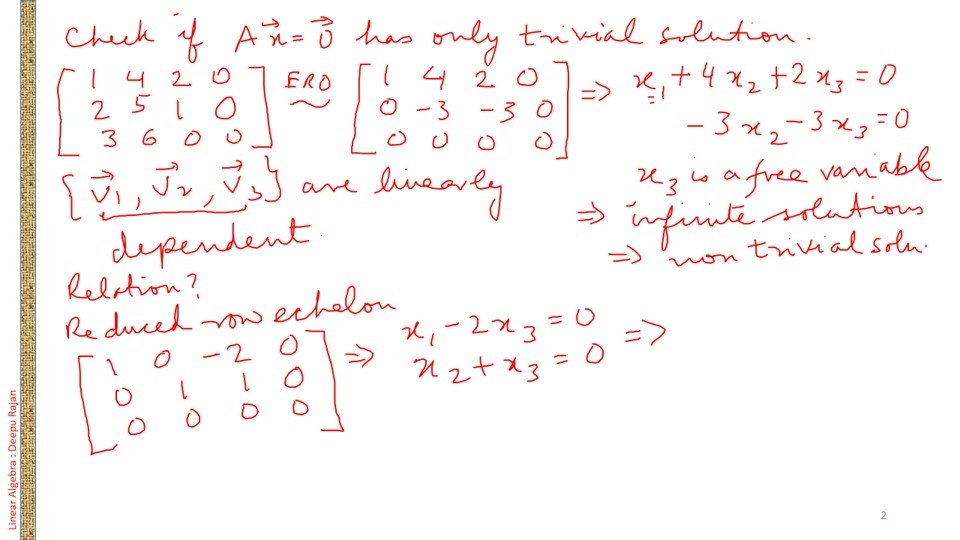 Check if Ax⃗ = 0⃗ has only trivial solution.
[1 4 2 0; 2 5 1 0; 3 6 0 0] ERO ~ [1 4 2 0; 0 -3 -3 0; 0 0 0 0] => x₁ + 4x₂ + 2x₃ = 0
-3x₂ - 3x₃ = 0
x₃ is a free variable
=> infinite solutions
=> non trivial soln.
{v⃗₁, v⃗₂, v⃗₃} are linearly
dependent.
Relation?
Reduced row echelon
[1 0 -2 0; 0 1 1 0; 0 0 0 0] => x₁ - 2x₃ = 0
x₂ + x₃ = 0 =>
Linear Algebra : Deepu Rajan
2